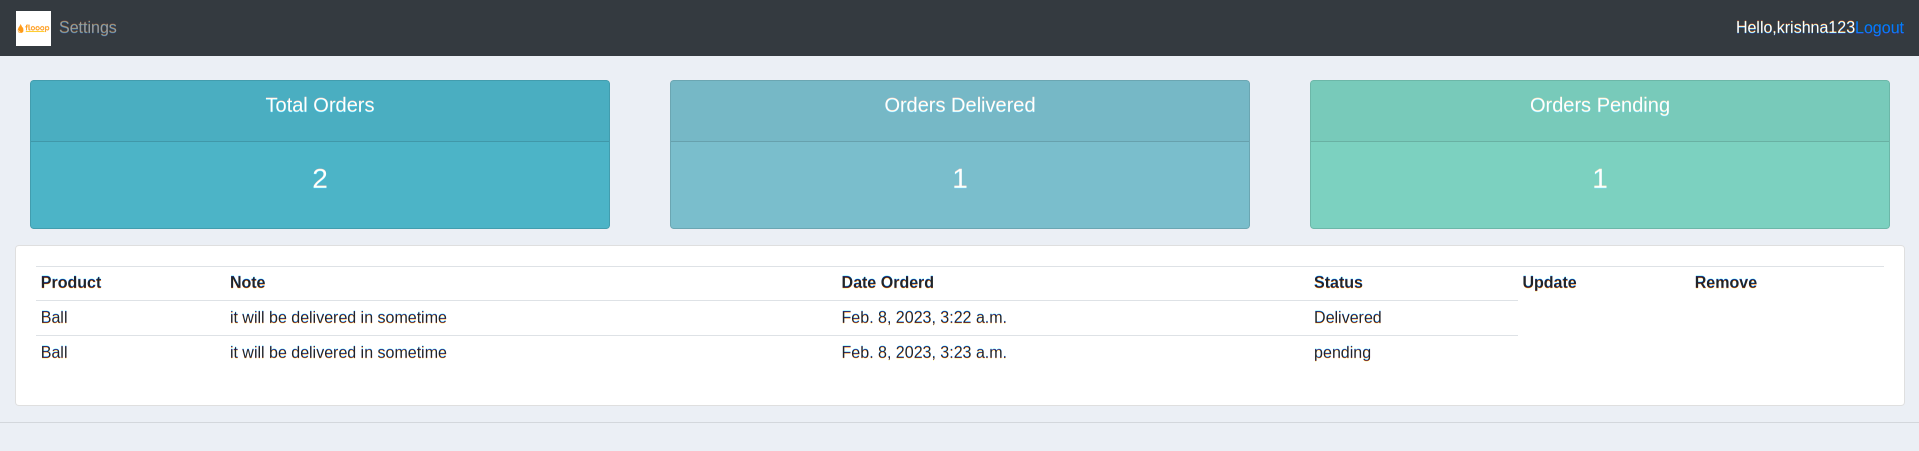 flooop Settings Hello,krishna123Logout
Total Orders Orders Delivered Orders Pending
2 1 1
Product Note Date Orderd Status Update Remove
Ball it will be delivered in sometime Feb. 8, 2023, 3:22 a.m. Delivered
Ball it will be delivered in sometime Feb. 8, 2023, 3:23 a.m. pending